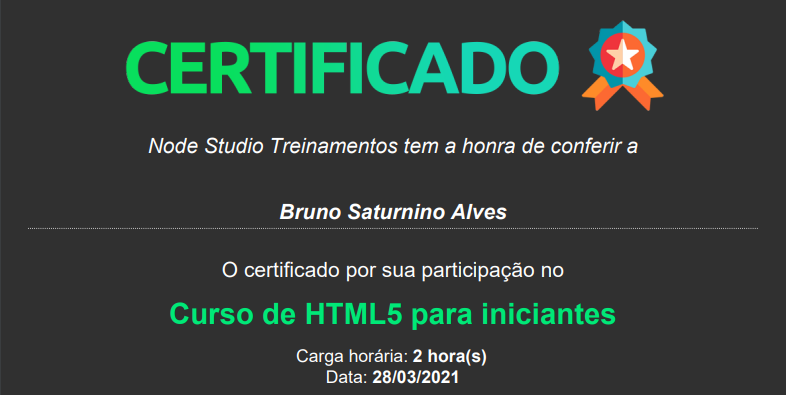 CERTIFICADO
Node Studio Treinamentos tem a honra de conferir a
Bruno Saturnino Alves
O certificado por sua participação no
Curso de HTML5 para iniciantes
Carga horária: 2 hora(s)
Data: 28/03/2021